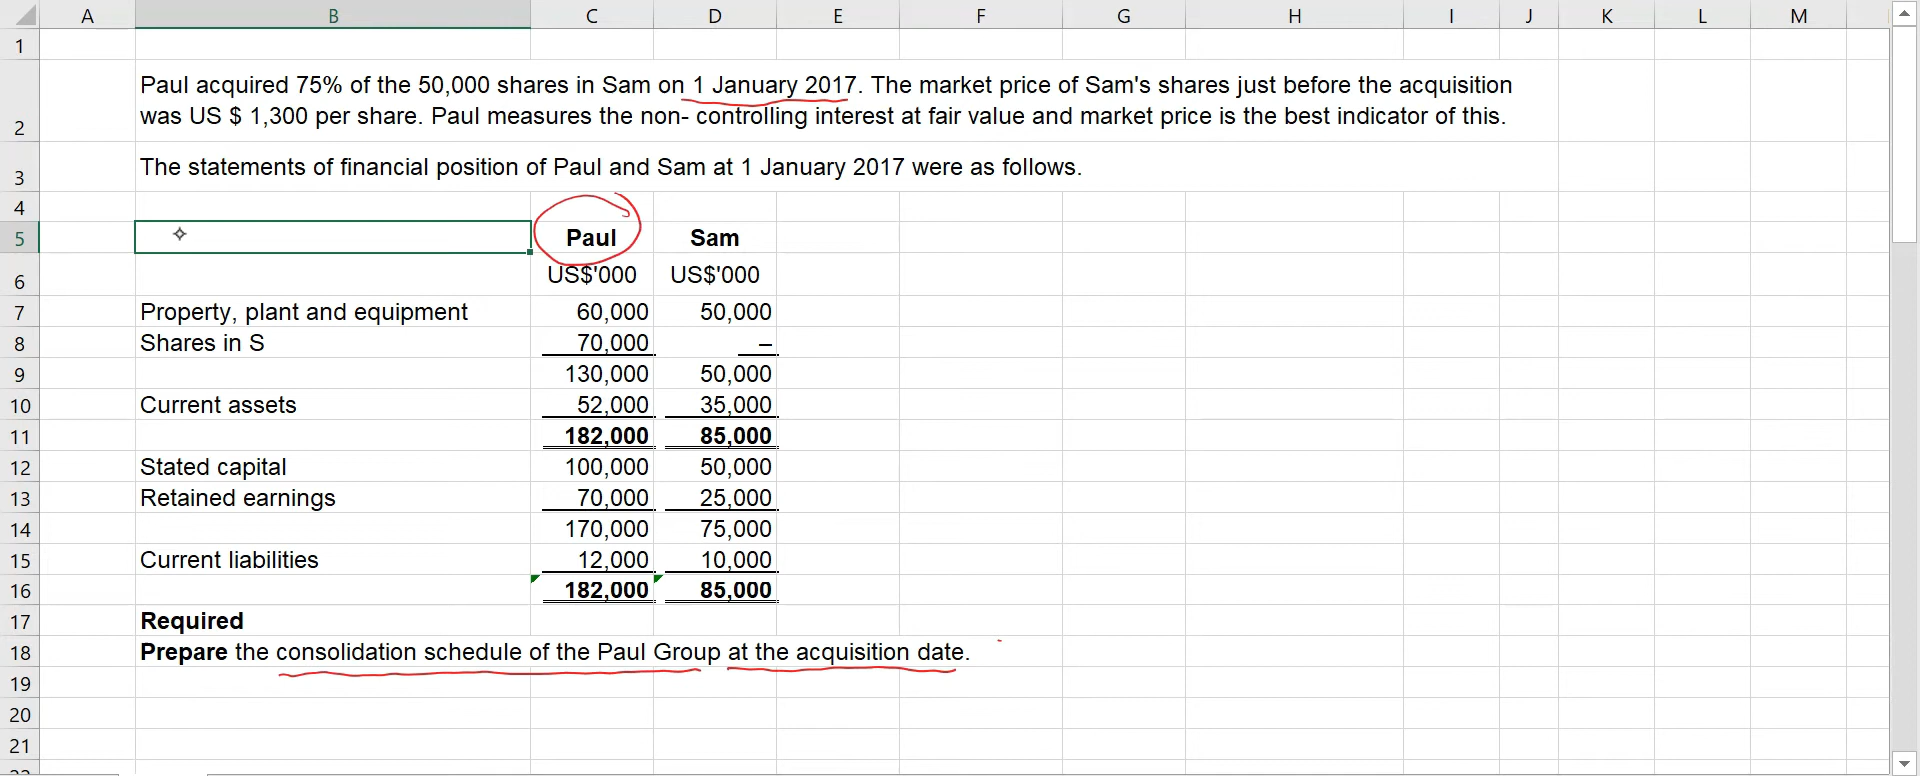 A B C D E F G H I J K L M
1
Paul acquired 75% of the 50,000 shares in Sam on 1 January 2017. The market price of Sam's shares just before the acquisition
2 was US $ 1,300 per share. Paul measures the non- controlling interest at fair value and market price is the best indicator of this.
3 The statements of financial position of Paul and Sam at 1 January 2017 were as follows.
4
5 Paul Sam
6 US$'000 US$'000
7 Property, plant and equipment 60,000 50,000
8 Shares in S 70,000 –
9 130,000 50,000
10 Current assets 52,000 35,000
11 182,000 85,000
12 Stated capital 100,000 50,000
13 Retained earnings 70,000 25,000
14 170,000 75,000
15 Current liabilities 12,000 10,000
16 182,000 85,000
17 Required
18 Prepare the consolidation schedule of the Paul Group at the acquisition date.
19
20
21